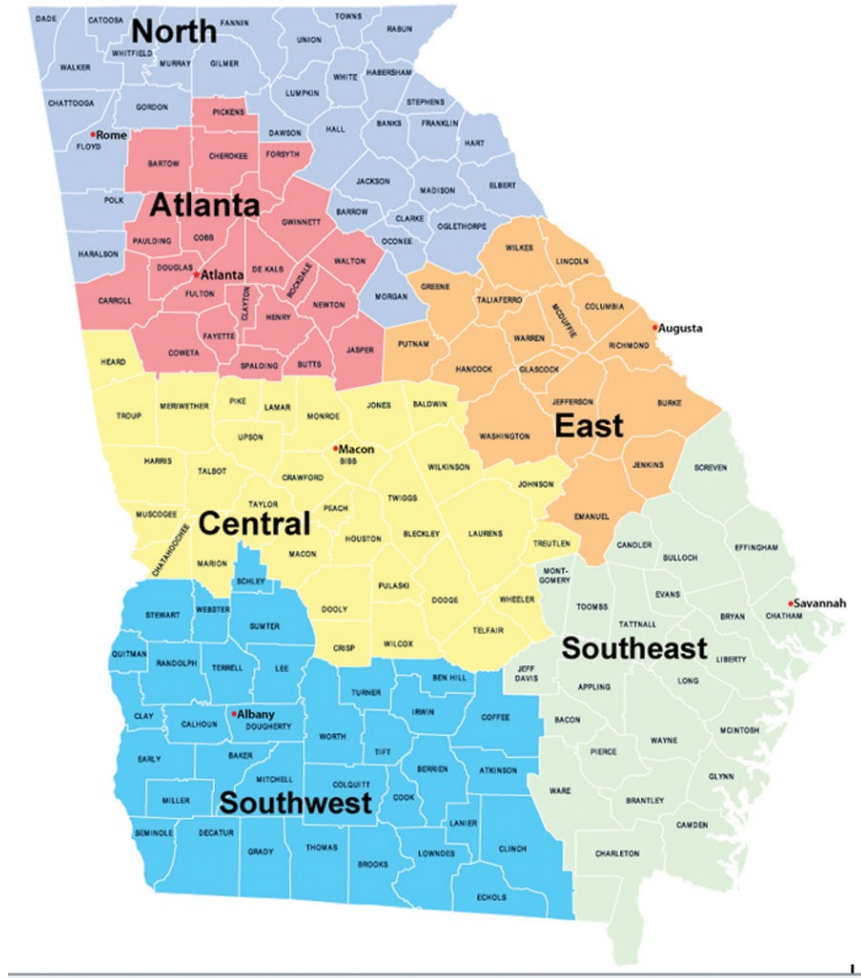 North
DADE
CATOOSA
FANNIN
TOWNS
RABUN
UNION
WHITFIELD
MURRAY
GILMER
WALKER
WHITE
HABERSHAM
LUMPKIN
CHATTOOGA
GORDON
PICKENS
DAWSON
HALL
BANKS
STEPHENS
FRANKLIN
HART
Rome
FLOYD
BARTOW
CHEROKEE
FORSYTH
JACKSON
MADISON
ELBERT
POLK
Atlanta
GWINNETT
BARROW
CLARKE
OGLETHORPE
OCONEE
PAULDING
COBB
HARALSON
DOUGLAS
Atlanta
DE KALB
ROCKDALE
WALTON
CARROLL
FULTON
CLAYTON
HENRY
NEWTON
MORGAN
FAYETTE
COWETA
SPALDING
BUTTS
JASPER
WILKES
LINCOLN
GREENE
TALIAFERRO
MCDUFFIE
COLUMBIA
Augusta
RICHMOND
PUTNAM
WARREN
HANCOCK
GLASCOCK
JEFFERSON
BURKE
East
WASHINGTON
JENKINS
EMANUEL
HEARD
TROUP
MERIWETHER
PIKE
LAMAR
MONROE
JONES
BALDWIN
UPSON
Macon
BIBB
HARRIS
TALBOT
CRAWFORD
WILKINSON
JOHNSON
TWIGGS
MUSCOGEE
TAYLOR
PEACH
Central
CHATAHOOCHEE
MARION
MACON
HOUSTON
BLECKLEY
LAURENS
TREUTLEN
PULASKI
DOOLY
DODGE
WHEELER
CRISP
WILCOX
TELFAIR
SCREVEN
CANDLER
BULLOCH
EFFINGHAM
MONT-
GOMERY
TOOMBS
EVANS
TATTNALL
BRYAN
CHATHAM
Savannah
Southeast
LIBERTY
JEFF
DAVIS
APPLING
LONG
BACON
WAYNE
MCINTOSH
PIERCE
GLYNN
WARE
BRANTLEY
CAMDEN
CHARLETON
SCHLEY
STEWART
WEBSTER
SUMTER
QUITMAN
RANDOLPH
TERRELL
LEE
BEN HILL
TURNER
CLAY
CALHOUN
Albany
DOUGHERTY
IRWIN
COFFEE
WORTH
TIFT
EARLY
BAKER
MITCHELL
COLQUITT
BERRIEN
ATKINSON
MILLER
Southwest
COOK
LANIER
SEMINOLE
DECATUR
GRADY
THOMAS
BROOKS
LOWNDES
CLINCH
ECHOLS